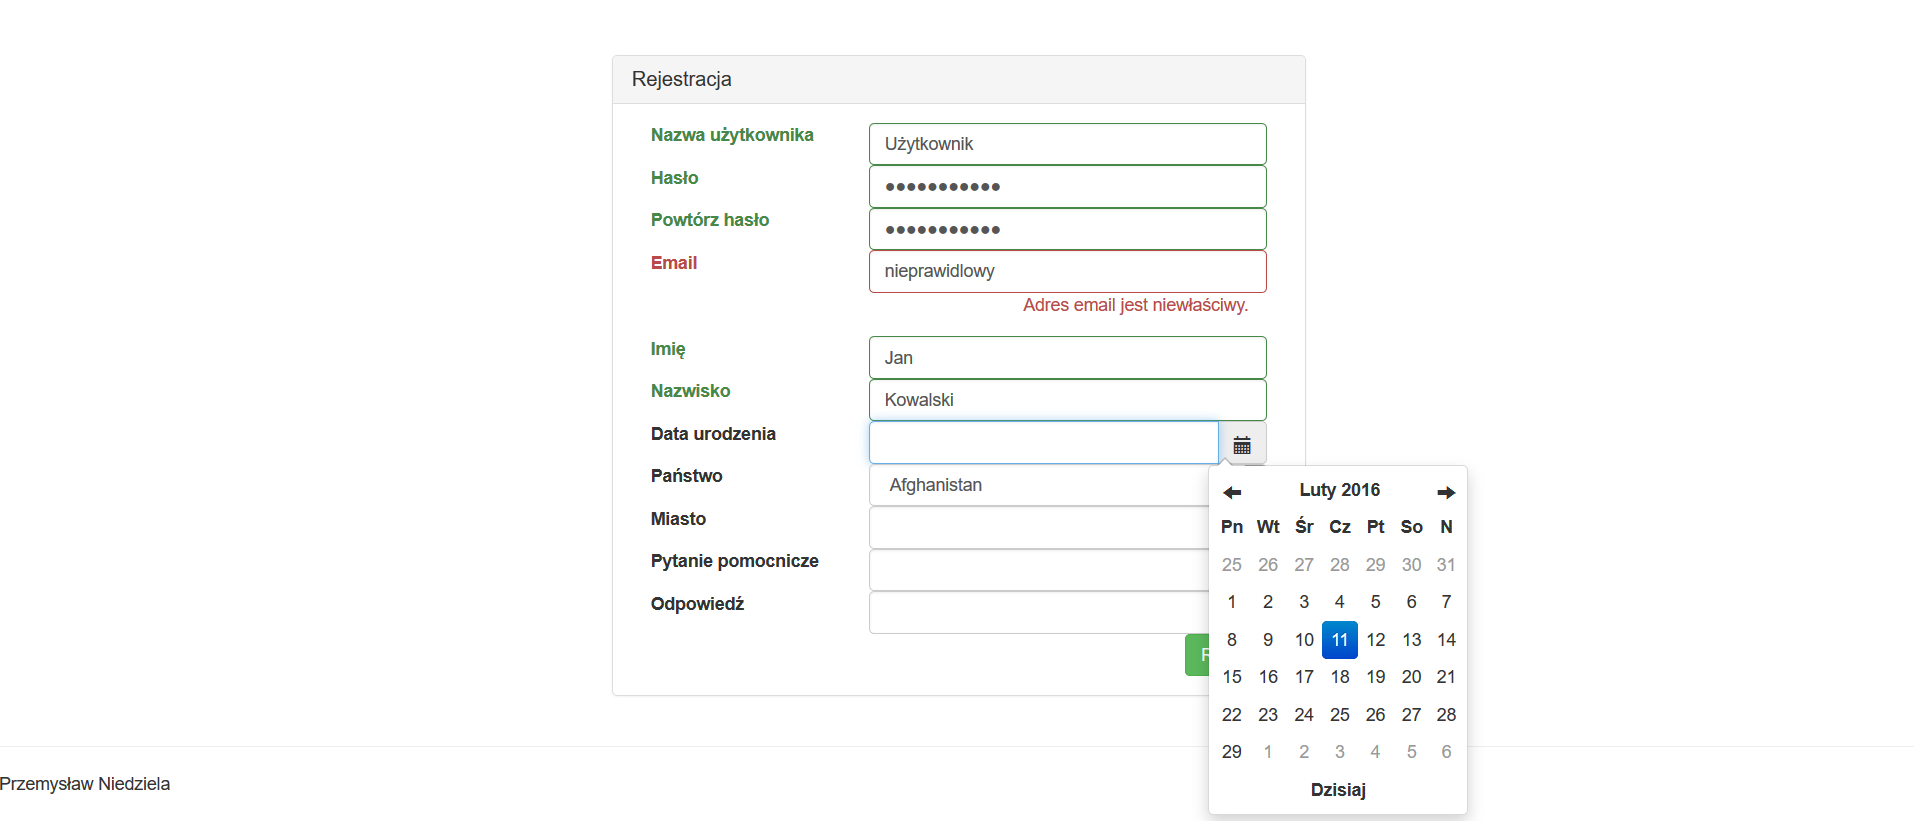 Rejestracja
Nazwa użytkownika Użytkownik
Hasło ●●●●●●●●●●●
Powtórz hasło ●●●●●●●●●●●
Email nieprawidlowy
Adres email jest niewłaściwy.
Imię Jan
Nazwisko Kowalski
Data urodzenia
Państwo Afghanistan
Miasto
Pytanie pomocnicze
Odpowiedź
Luty 2016
Pn Wt Śr Cz Pt So N
25 26 27 28 29 30 31
1 2 3 4 5 6 7
8 9 10 11 12 13 14
15 16 17 18 19 20 21
22 23 24 25 26 27 28
29 1 2 3 4 5 6
Dzisiaj
Przemysław Niedziela